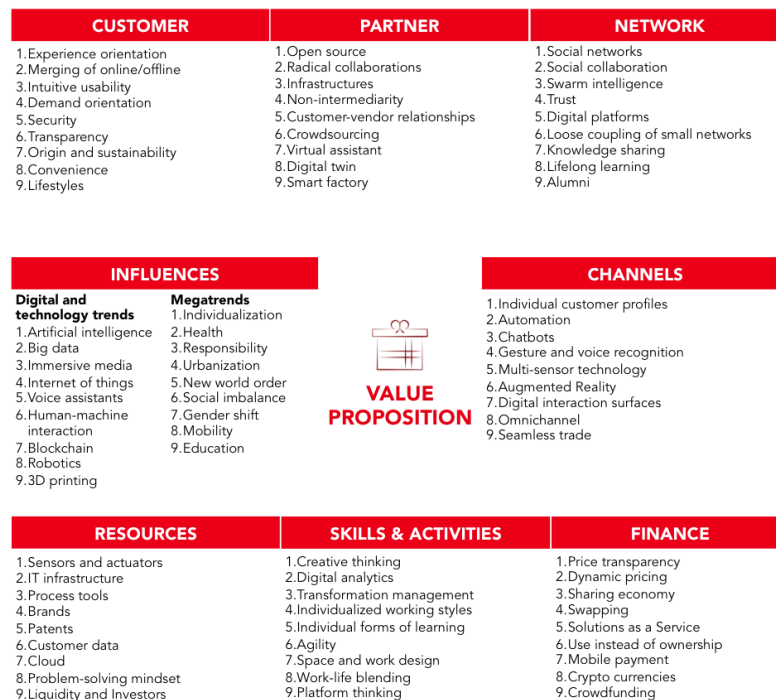 CUSTOMER
1.Experience orientation
2.Merging of online/offline
3.Intuitive usability
4.Demand orientation
5.Security
6.Transparency
7.Origin and sustainability
8.Convenience
9.Lifestyles
PARTNER
1.Open source
2.Radical collaborations
3.Infrastructures
4.Non-intermediarity
5.Customer-vendor relationships
6.Crowdsourcing
7.Virtual assistant
8.Digital twin
9.Smart factory
NETWORK
1.Social networks
2.Social collaboration
3.Swarm intelligence
4.Trust
5.Digital platforms
6.Loose coupling of small networks
7.Knowledge sharing
8.Lifelong learning
9.Alumni
INFLUENCES
Digital and
technology trends
1.Artificial intelligence
2.Big data
3.Immersive media
4.Internet of things
5.Voice assistants
6.Human-machine
interaction
7.Blockchain
8.Robotics
9.3D printing
Megatrends
1.Individualization
2.Health
3.Responsibility
4.Urbanization
5.New world order
6.Social imbalance
7.Gender shift
8.Mobility
9.Education
VALUE
PROPOSITION
CHANNELS
1.Individual customer profiles
2.Automation
3.Chatbots
4.Gesture and voice recognition
5.Multi-sensor technology
6.Augmented Reality
7.Digital interaction surfaces
8.Omnichannel
9.Seamless trade
RESOURCES
1.Sensors and actuators
2.IT infrastructure
3.Process tools
4.Brands
5.Patents
6.Customer data
7.Cloud
8.Problem-solving mindset
9.Liquidity and Investors
SKILLS & ACTIVITIES
1.Creative thinking
2.Digital analytics
3.Transformation management
4.Individualized working styles
5.Individual forms of learning
6.Agility
7.Space and work design
8.Work-life blending
9.Platform thinking
FINANCE
1.Price transparency
2.Dynamic pricing
3.Sharing economy
4.Swapping
5.Solutions as a Service
6.Use instead of ownership
7.Mobile payment
8.Crypto currencies
9.Crowdfunding